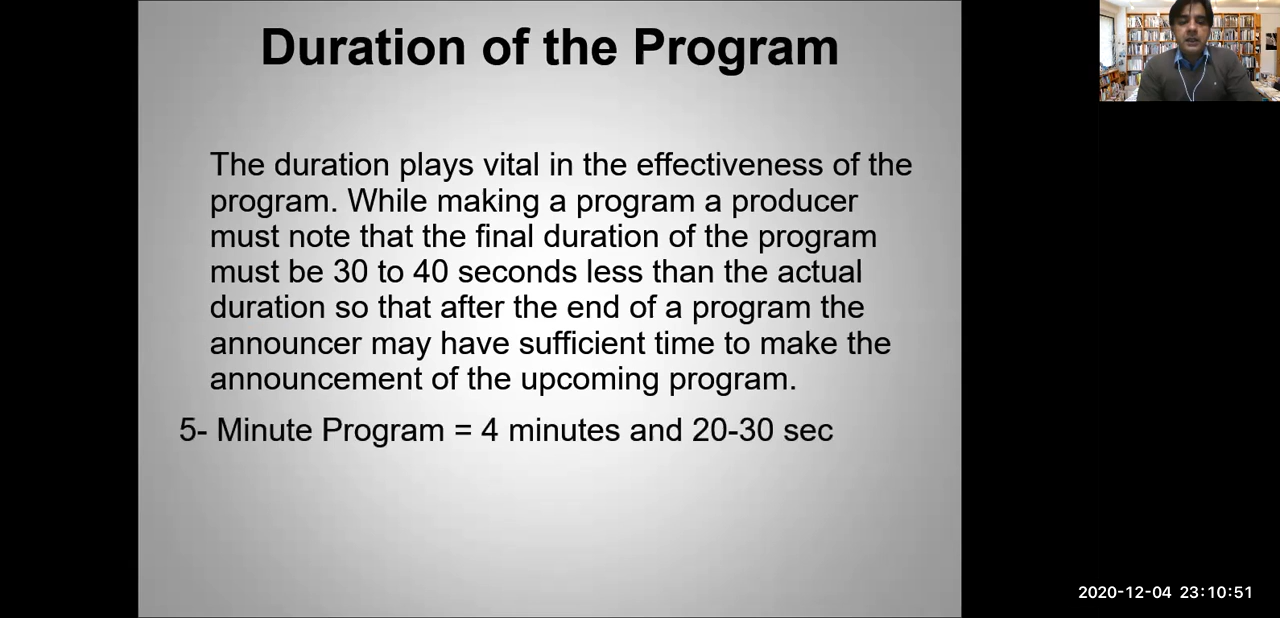 Duration of the Program
The duration plays vital in the effectiveness of the
program. While making a program a producer
must note that the final duration of the program
must be 30 to 40 seconds less than the actual
duration so that after the end of a program the
announcer may have sufficient time to make the
announcement of the upcoming program.
5- Minute Program = 4 minutes and 20-30 sec
2020-12-04 23:10:51